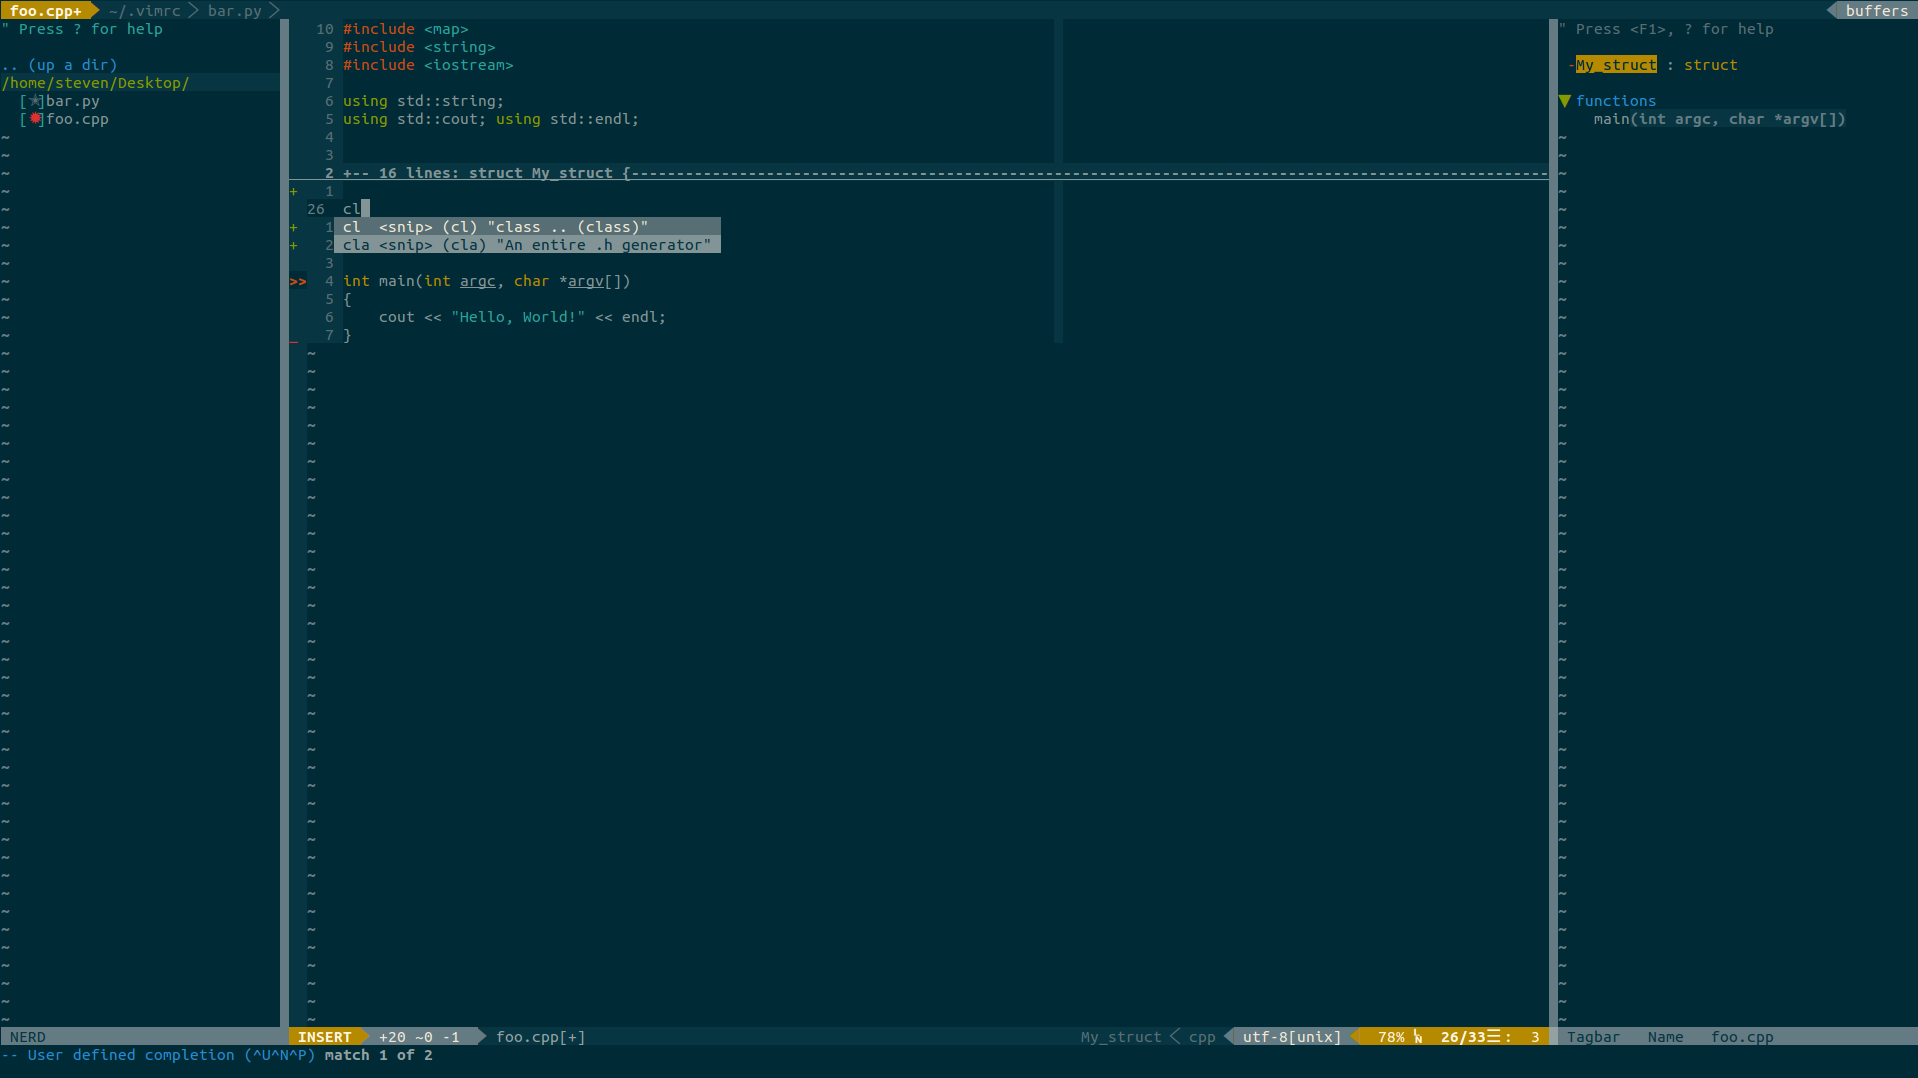 foo.cpp+ ~/.vimrc bar.py buffers
" Press ? for help
.. (up a dir)
/home/steven/Desktop/
[✭]bar.py
[✹]foo.cpp
10 #include <map>
9 #include <string>
8 #include <iostream>
7
6 using std::string;
5 using std::cout; using std::endl;
4
3
2 +-- 16 lines: struct My_struct {------------------------------------------------------------------------------------------------------
+ 1
26 cl
+ 1 cl <snip> (cl) "class .. (class)"
+ 2 cla <snip> (cla) "An entire .h generator"
3
>> 4 int main(int argc, char *argv[])
5 {
6 cout << "Hello, World!" << endl;
_ 7 }
" Press <F1>, ? for help
-My_struct : struct
▼ functions
main(int argc, char *argv[])
NERD
INSERT +20 ~0 -1 foo.cpp[+] My_struct cpp utf-8[unix] 78% 26/33☰: 3
Tagbar Name foo.cpp
-- User defined completion (^U^N^P) match 1 of 2